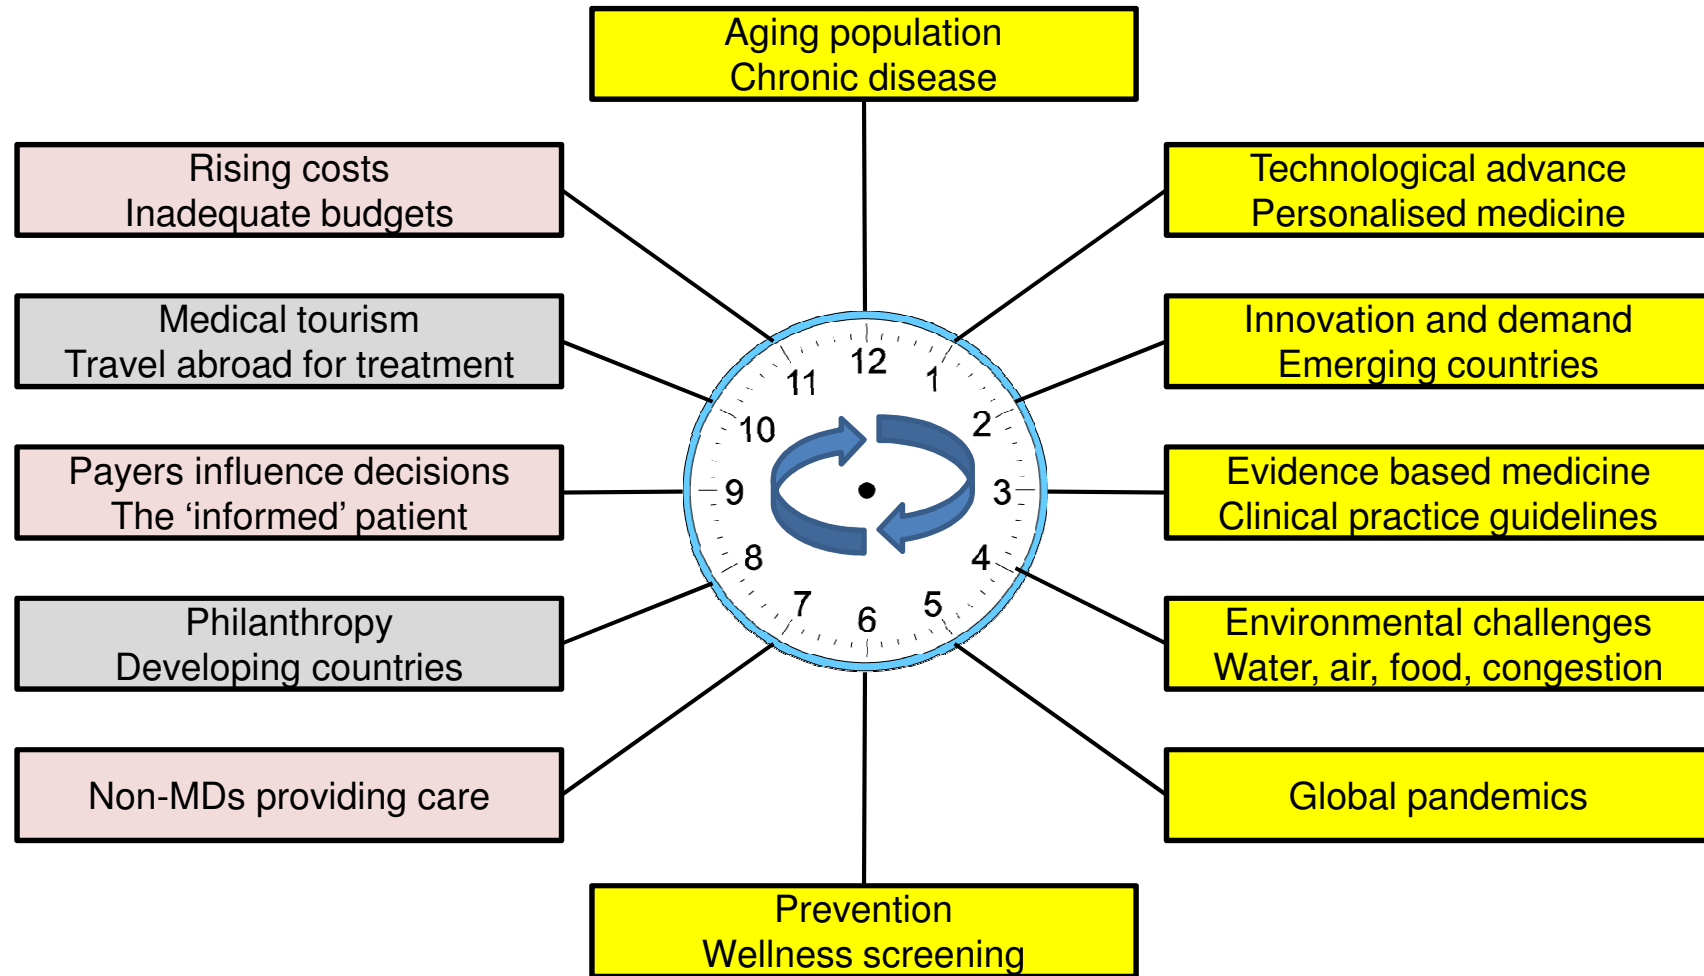 Aging population
Chronic disease
Rising costs
Inadequate budgets
Technological advance
Personalised medicine
Medical tourism
Travel abroad for treatment
Innovation and demand
Emerging countries
Payers influence decisions
The ‘informed’ patient
Evidence based medicine
Clinical practice guidelines
Philanthropy
Developing countries
Environmental challenges
Water, air, food, congestion
Non-MDs providing care
Global pandemics
Prevention
Wellness screening
12
1
2
3
4
5
6
7
8
9
10
11